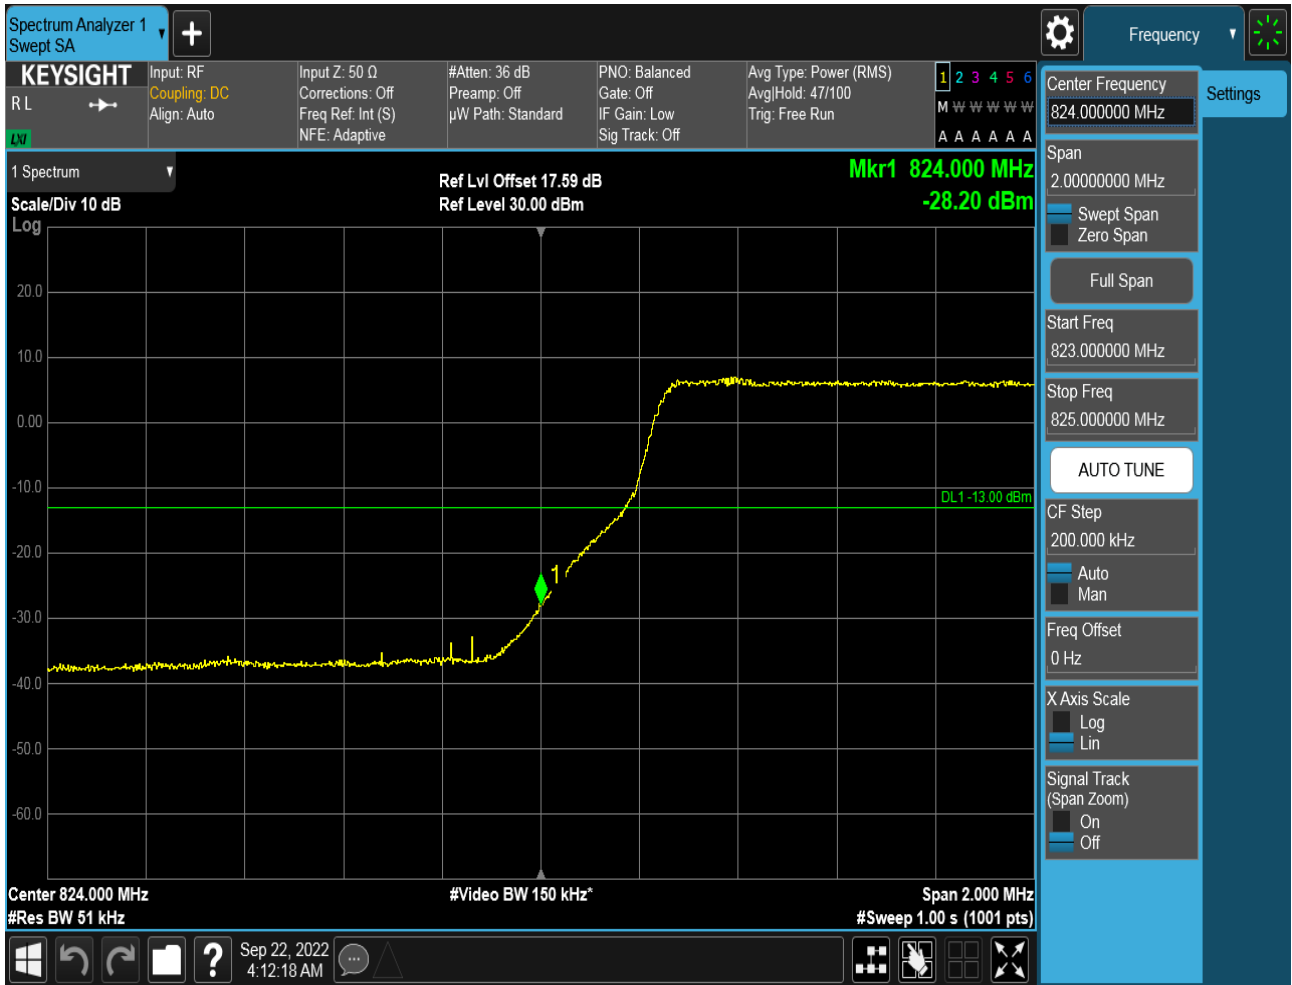 Spectrum Analyzer 1
Swept SA
Frequency
KEYSIGHT
R L
LXI
Input: RF
Coupling: DC
Align: Auto
Input Z: 50 Ω
Corrections: Off
Freq Ref: Int (S)
NFE: Adaptive
#Atten: 36 dB
Preamp: Off
µW Path: Standard
PNO: Balanced
Gate: Off
IF Gain: Low
Sig Track: Off
Avg Type: Power (RMS)
Avg|Hold: 47/100
Trig: Free Run
1 2 3 4 5 6
M W W W W W
A A A A A A
1 Spectrum
Scale/Div 10 dB
Log
Ref Lvl Offset 17.59 dB
Ref Level 30.00 dBm
Mkr1 824.000 MHz
-28.20 dBm
20.0
10.0
0.00
-10.0
DL1 -13.00 dBm
-20.0
1
-30.0
-40.0
-50.0
-60.0
Center 824.000 MHz
#Video BW 150 kHz*
Span 2.000 MHz
#Res BW 51 kHz
#Sweep 1.00 s (1001 pts)
Center Frequency
824.000000 MHz
Settings
Span
2.00000000 MHz
Swept Span
Zero Span
Full Span
Start Freq
823.000000 MHz
Stop Freq
825.000000 MHz
AUTO TUNE
CF Step
200.000 kHz
Auto
Man
Freq Offset
0 Hz
X Axis Scale
Log
Lin
Signal Track
(Span Zoom)
On
Off
?
Sep 22, 2022
4:12:18 AM